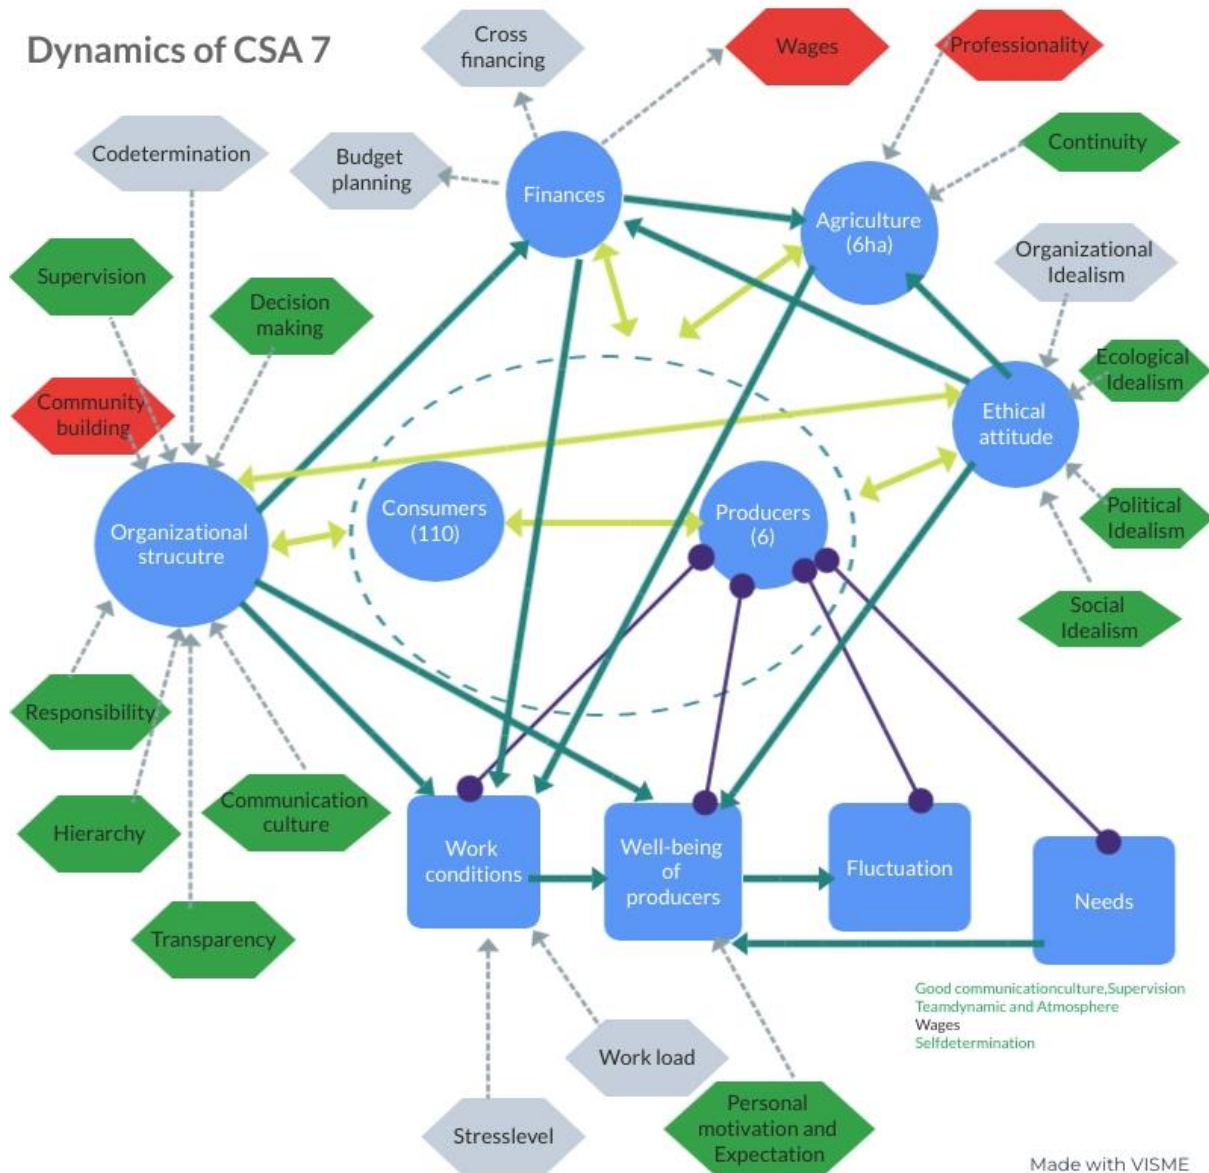 Dynamics of CSA 7
Cross
financing
Wages
Professionality
Codetermination
Budget
planning
Continuity
Finances
Agriculture
(6ha)
Organizational
Idealism
Supervision
Decision
making
Ecological
Idealism
Community
building
Ethical
attitude
Consumers
(110)
Producers
(6)
Political
Idealism
Organizational
strucutre
Social
Idealism
Responsibility
Communication
culture
Hierarchy
Work
conditions
Well-being
of
producers
Fluctuation
Needs
Transparency
Good communicationculture,Supervision
Teamdynamic and Atmosphere
Wages
Selfdetermination
Work load
Stresslevel
Personal
motivation and
Expectation
Made with VISME